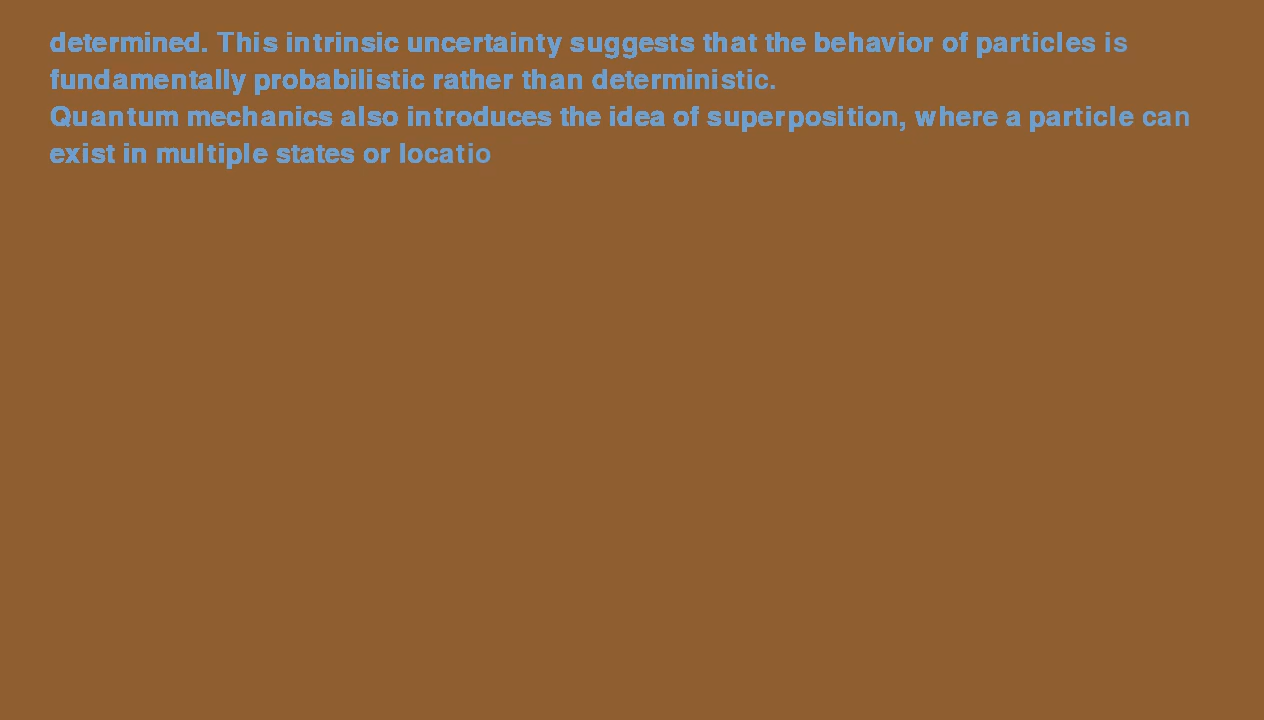 determined. This intrinsic uncertainty suggests that the behavior of particles is
fundamentally probabilistic rather than deterministic.
Quantum mechanics also introduces the idea of superposition, where a particle can
exist in multiple states or locatio